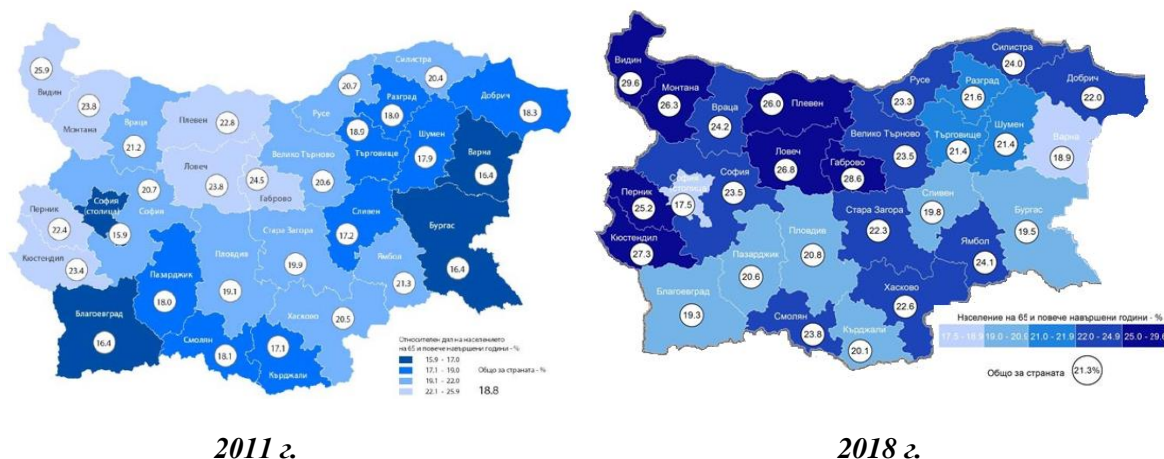 25.9
Видин
23.8
Монтана
Враца
21.2
Плевен
22.8
Ловеч
23.8
24.5
Габрово
Велико Търново
20.6
Русе
20.7
Силистра
20.4
Разград
18.0
Добрич
18.3
18.9
Търговище
Шумен
17.9
Варна
16.4
20.7
София
София
(столица)
15.9
Перник
22.4
Кюстендил
23.4
Благоевград
16.4
Пазарджик
18.0
Пловдив
19.1
Стара Загора
19.9
Сливен
17.2
Бургас
16.4
Ямбол
21.3
Хасково
20.5
Смолян
18.1
17.1
Кърджали
Относителен дял на населението
на 65 и повече навършени години - %
15.9 - 17.0
17.1 - 19.0
19.1 - 22.0
22.1 - 25.9
Общо за страната - %
18.8
2011 г.
Видин
29.6
Монтана
26.3
Враца
24.2
26.0
Плевен
Ловеч
26.8
Габрово
28.6
Велико Търново
23.5
Русе
23.3
Силистра
24.0
Разград
21.6
Добрич
22.0
Търговище
21.4
Шумен
21.4
Варна
18.9
София
23.5
София
(столица)
17.5
Перник
25.2
Кюстендил
27.3
Благоевград
19.3
Пазарджик
20.6
Пловдив
20.8
Стара Загора
22.3
Сливен
19.8
Бургас
19.5
Ямбол
24.1
Хасково
22.6
Смолян
23.8
Кърджали
20.1
Население на 65 и повече навършени години - %
21.0 - 21.9
22.0 - 24.9
Общо за страната
21.3%
2018 г.